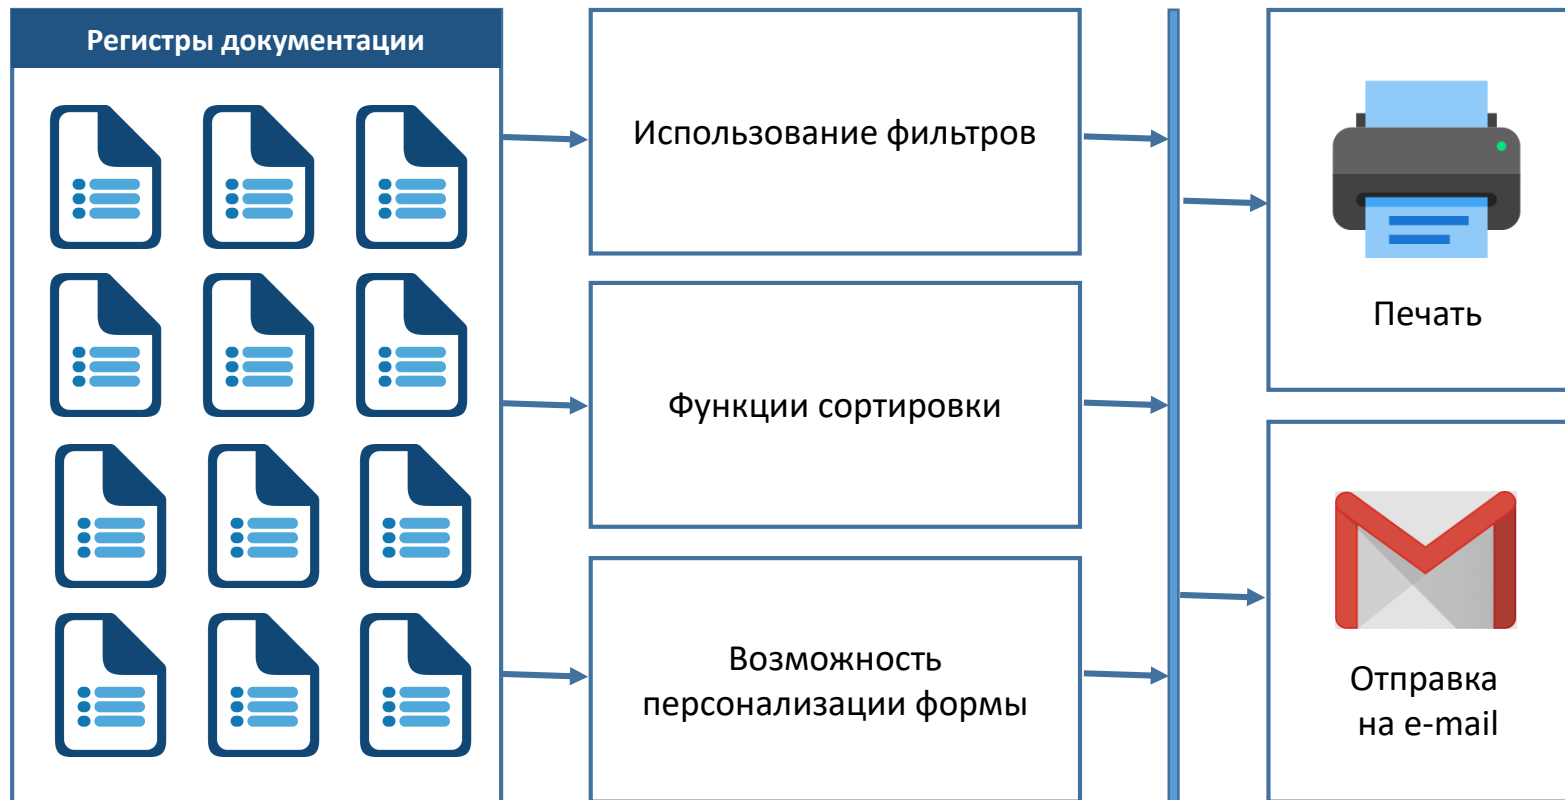 Регистры документации
Использование фильтров
Функции сортировки
Возможность
персонализации формы
Печать
Отправка
на e-mail